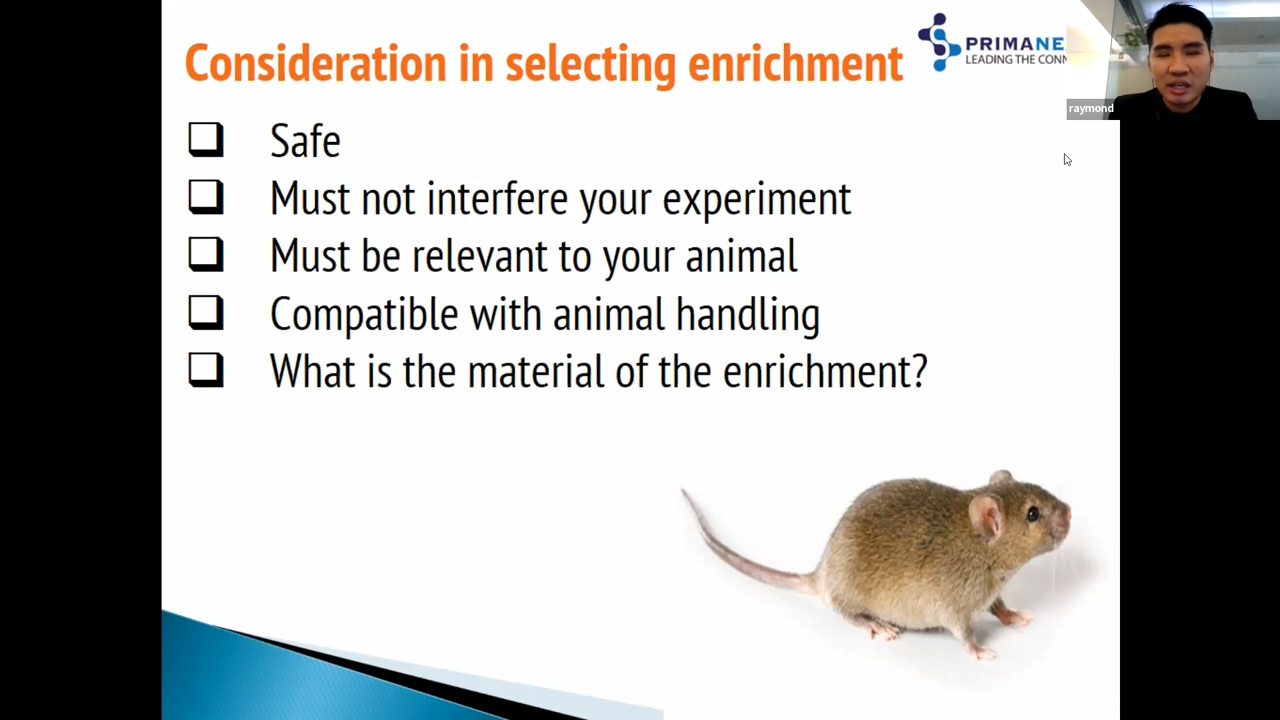 Consideration in selecting enrichment
PRIMANE
LEADING THE CONN
raymond
Safe
Must not interfere your experiment
Must be relevant to your animal
Compatible with animal handling
What is the material of the enrichment?